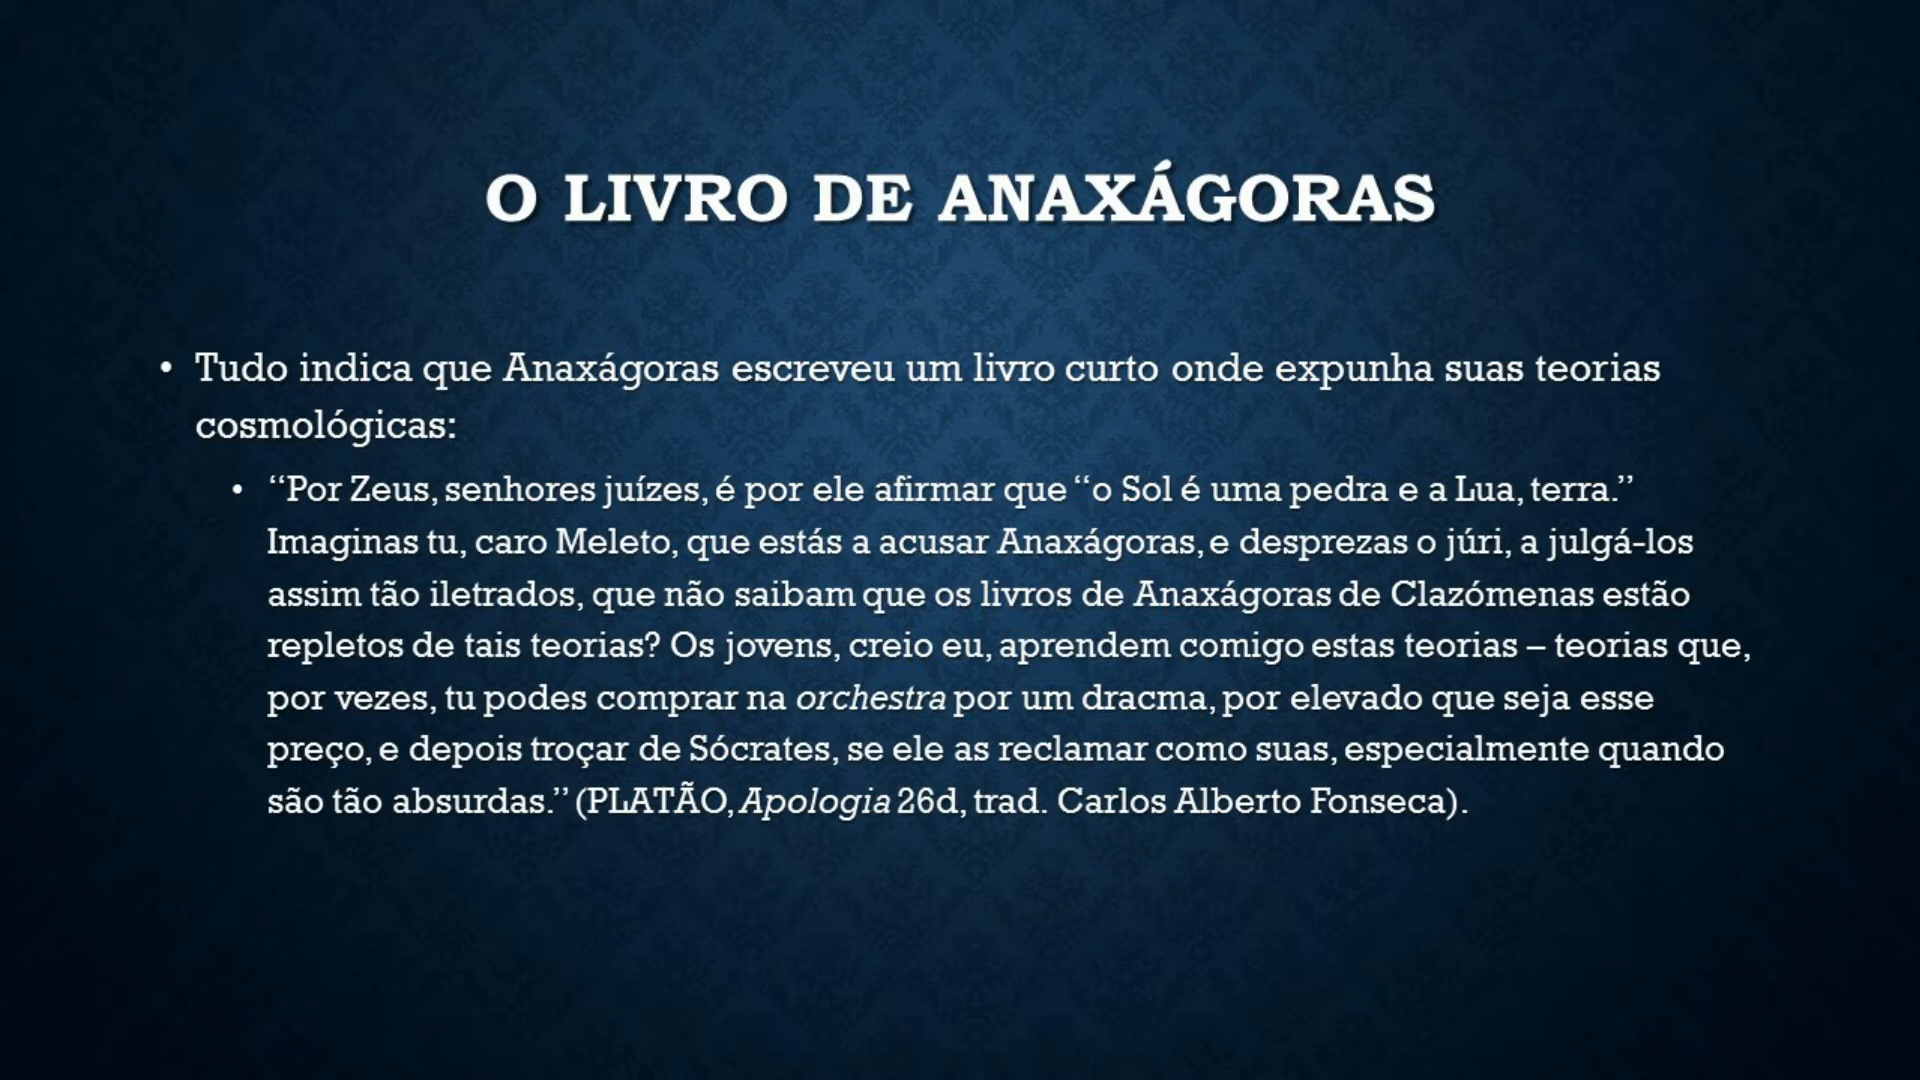 O LIVRO DE ANAXÁGORAS
• Tudo indica que Anaxágoras escreveu um livro curto onde expunha suas teorias
cosmológicas:
• “Por Zeus, senhores juízes, é por ele afirmar que “o Sol é uma pedra e a Lua, terra.”
Imaginas tu, caro Meleto, que estás a acusar Anaxágoras, e desprezas o júri, a julgá-los
assim tão iletrados, que não saibam que os livros de Anaxágoras de Clazómenas estão
repletos de tais teorias? Os jovens, creio eu, aprendem comigo estas teorias – teorias que,
por vezes, tu podes comprar na orchestra por um dracma, por elevado que seja esse
preço, e depois troçar de Sócrates, se ele as reclamar como suas, especialmente quando
são tão absurdas.” (PLATÃO, Apologia 26d, trad. Carlos Alberto Fonseca).